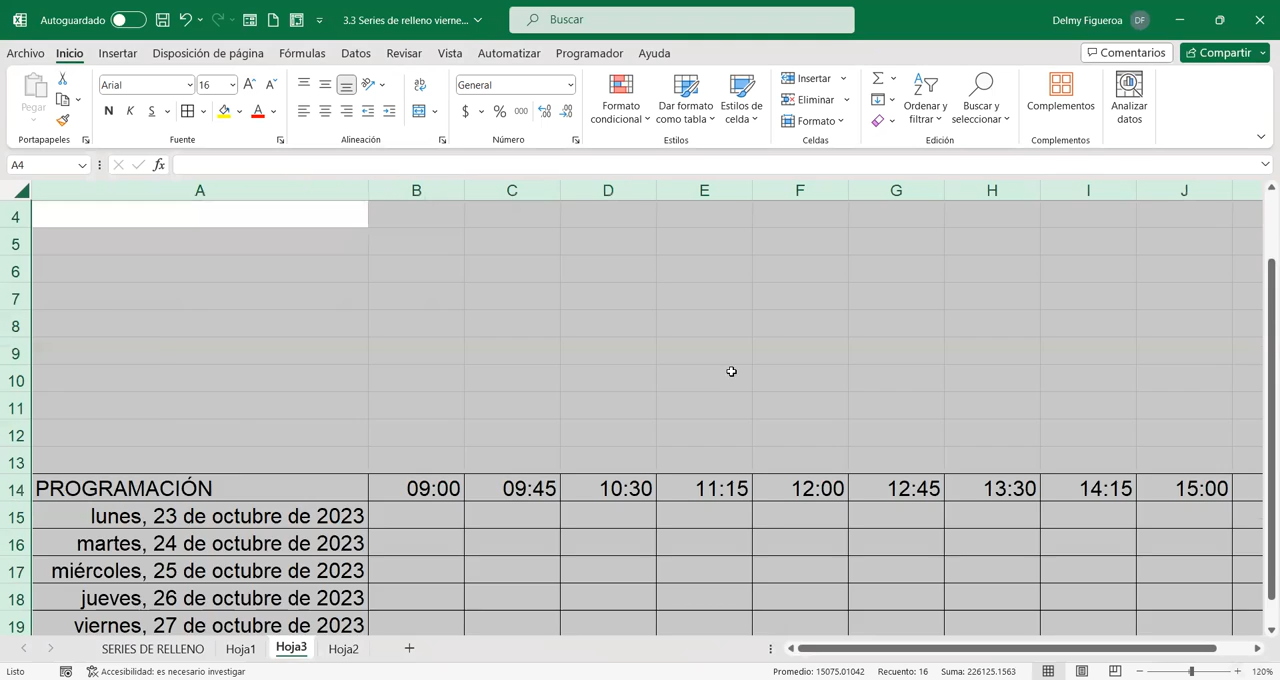 Autoguardado 3.3 Series de relleno vierne... Buscar Delmy Figueroa DF
Archivo Inicio Insertar Disposición de página Fórmulas Datos Revisar Vista Automatizar Programador Ayuda Comentarios Compartir
Pegar
Portapapeles
Arial 16
N K S
Fuente
ab
Alineación
General
$ % 000
Número
Formato condicional
Dar formato como tabla
Estilos de celda
Estilos
Insertar
Eliminar
Formato
Celdas
Ordenar y filtrar
Buscar y seleccionar
Edición
Complementos
Complementos
Analizar datos
A4 fx
A B C D E F G H I J
4
5
6
7
8
9
10
11
12
13
14 PROGRAMACIÓN 09:00 09:45 10:30 11:15 12:00 12:45 13:30 14:15 15:00
15 lunes, 23 de octubre de 2023
16 martes, 24 de octubre de 2023
17 miércoles, 25 de octubre de 2023
18 jueves, 26 de octubre de 2023
19 viernes, 27 de octubre de 2023
SERIES DE RELLENO Hoja1 Hoja3 Hoja2
Listo Accesibilidad: es necesario investigar Promedio: 15075.01042 Recuento: 16 Suma: 226125.1563 120%